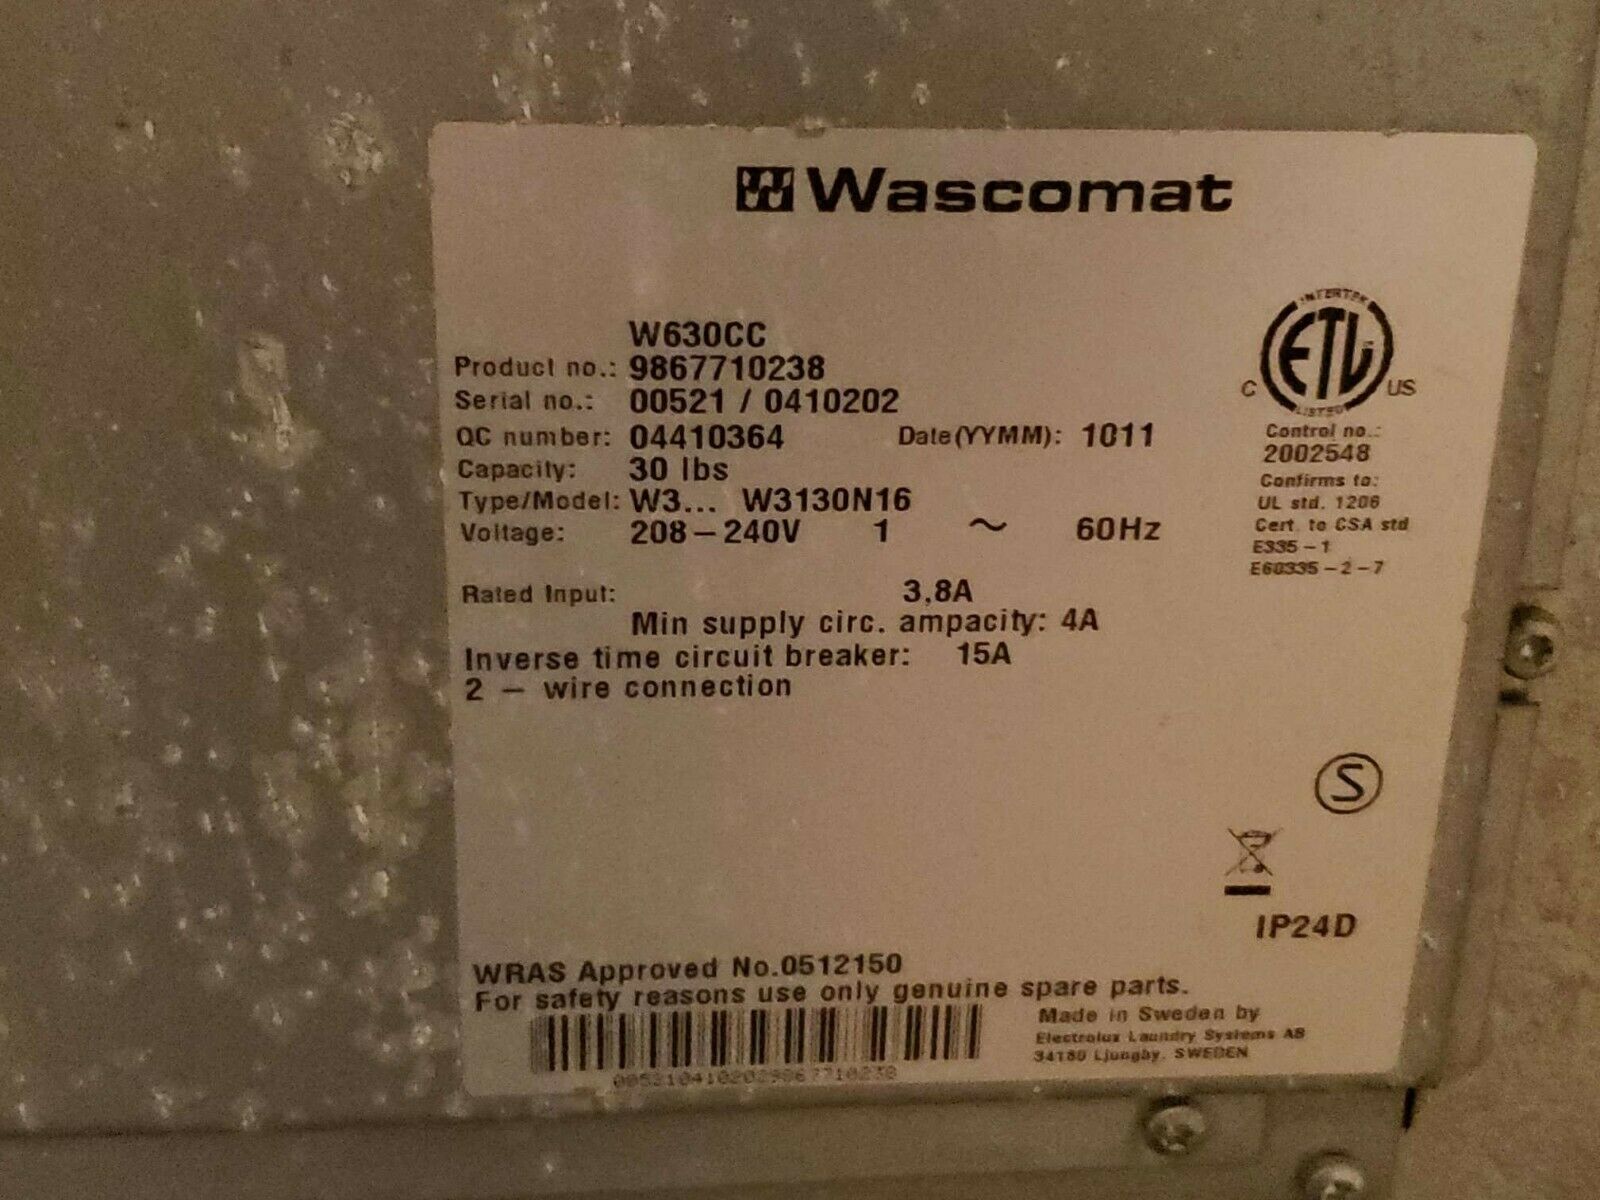 Wascomat
W630CC
Product no.: 9867710238
Serial no.: 00521 / 0410202
QC number: 04410364 Date(YYMM): 1011
Capacity: 30 lbs
Type/Model: W3... W3130N16
Voltage: 208-240V 1 ~ 60Hz
Rated Input: 3,8A
Min supply circ. ampacity: 4A
Inverse time circuit breaker: 15A
2 - wire connection
INTERTEK
ETL
LISTED
C US
Control no.:
2002548
Confirms to:
UL std. 1206
Cert. to CSA std
E335-1
E60335-2-7
S
IP24D
WRAS Approved No.0512150
For safety reasons use only genuine spare parts.
Made in Sweden by
Electrolux Laundry Systems AB
34180 Ljungby, SWEDEN
0052104102029867710238